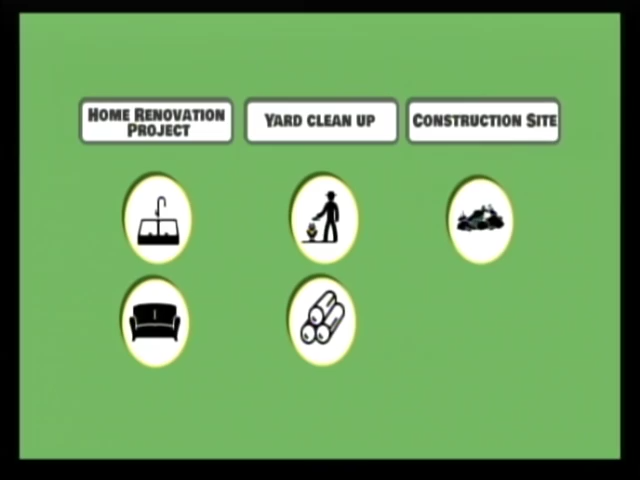 HOME RENOVATION
PROJECT
YARD CLEAN UP
CONSTRUCTION SITE